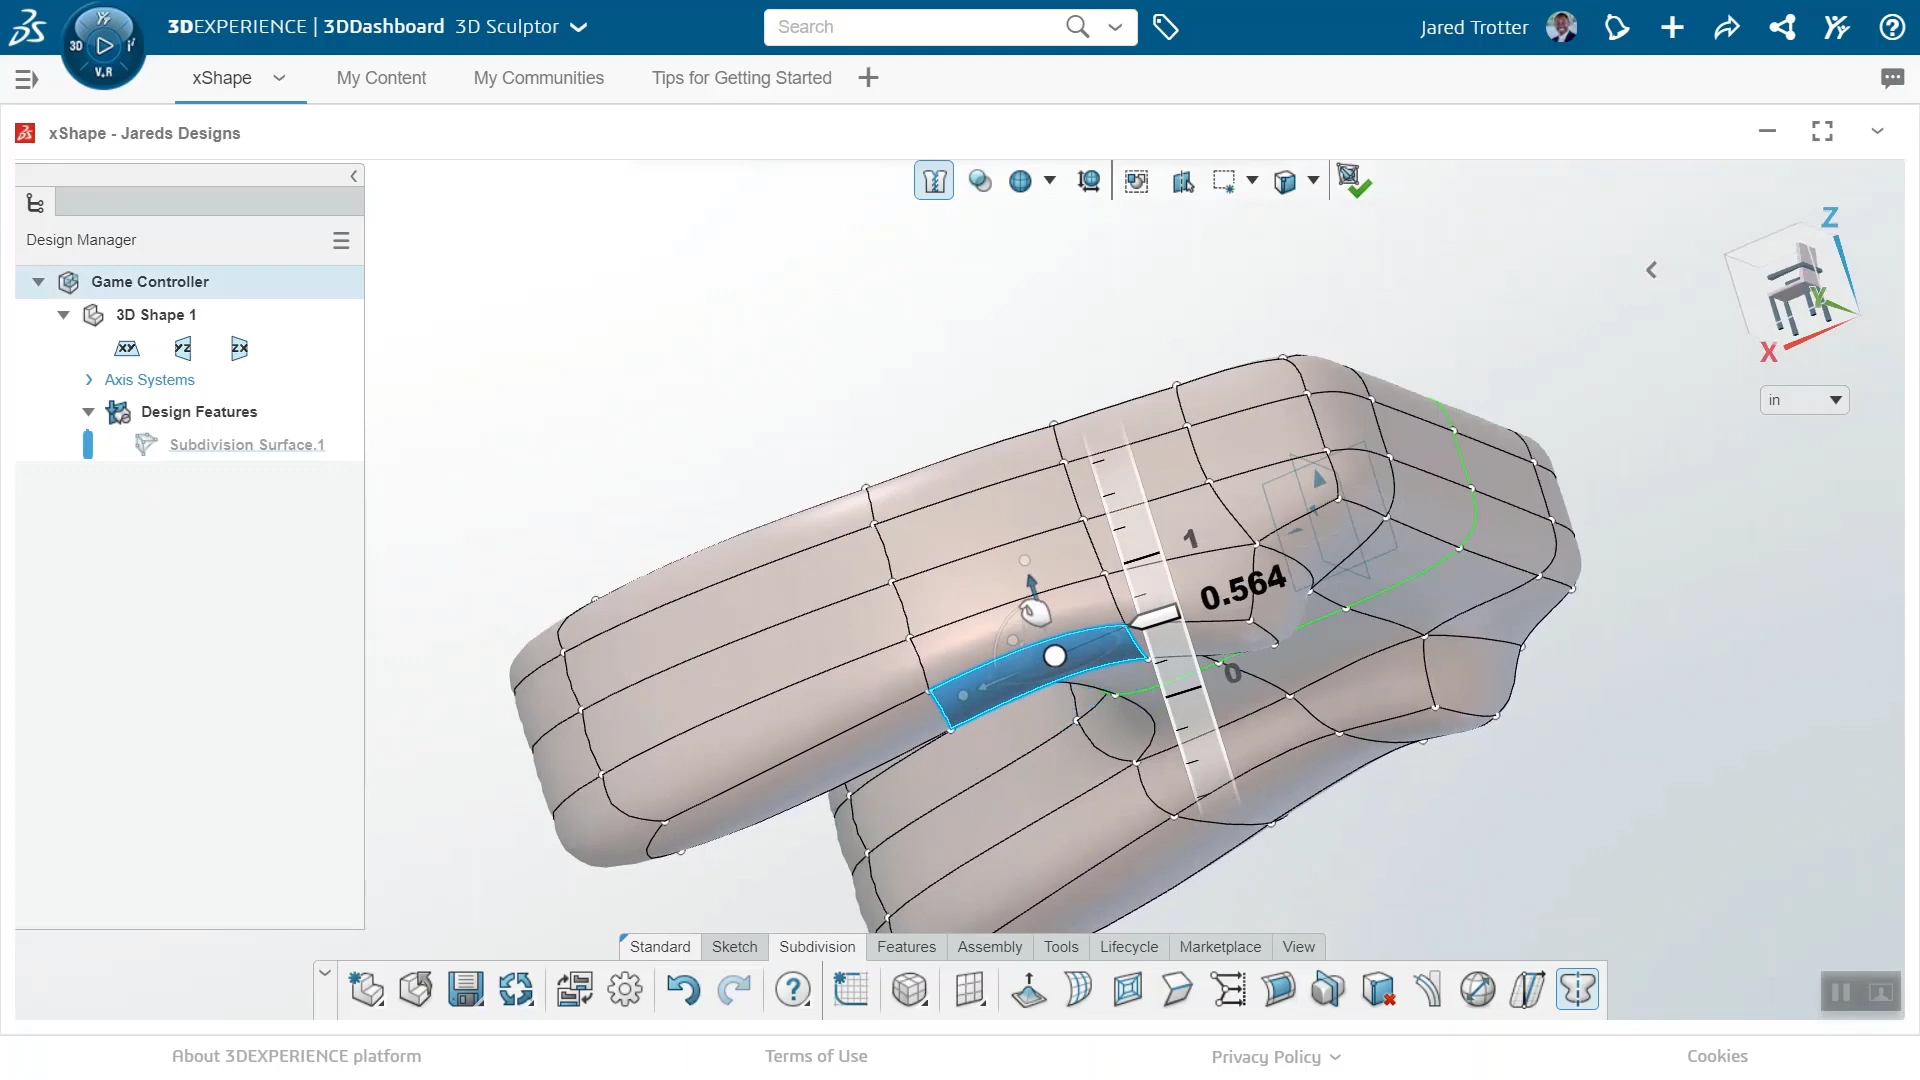 3DEXPERIENCE | 3DDashboard 3D Sculptor
Search
Jared Trotter
3D
V.R
xShape
My Content
My Communities
Tips for Getting Started
xShape - Jareds Designs
Design Manager
Game Controller
3D Shape 1
XY
YZ
ZX
Axis Systems
Design Features
Subdivision Surface.1
Z
Y
X
in
1
0.564
0
Standard
Sketch
Subdivision
Features
Assembly
Tools
Lifecycle
Marketplace
View
About 3DEXPERIENCE platform
Terms of Use
Privacy Policy
Cookies